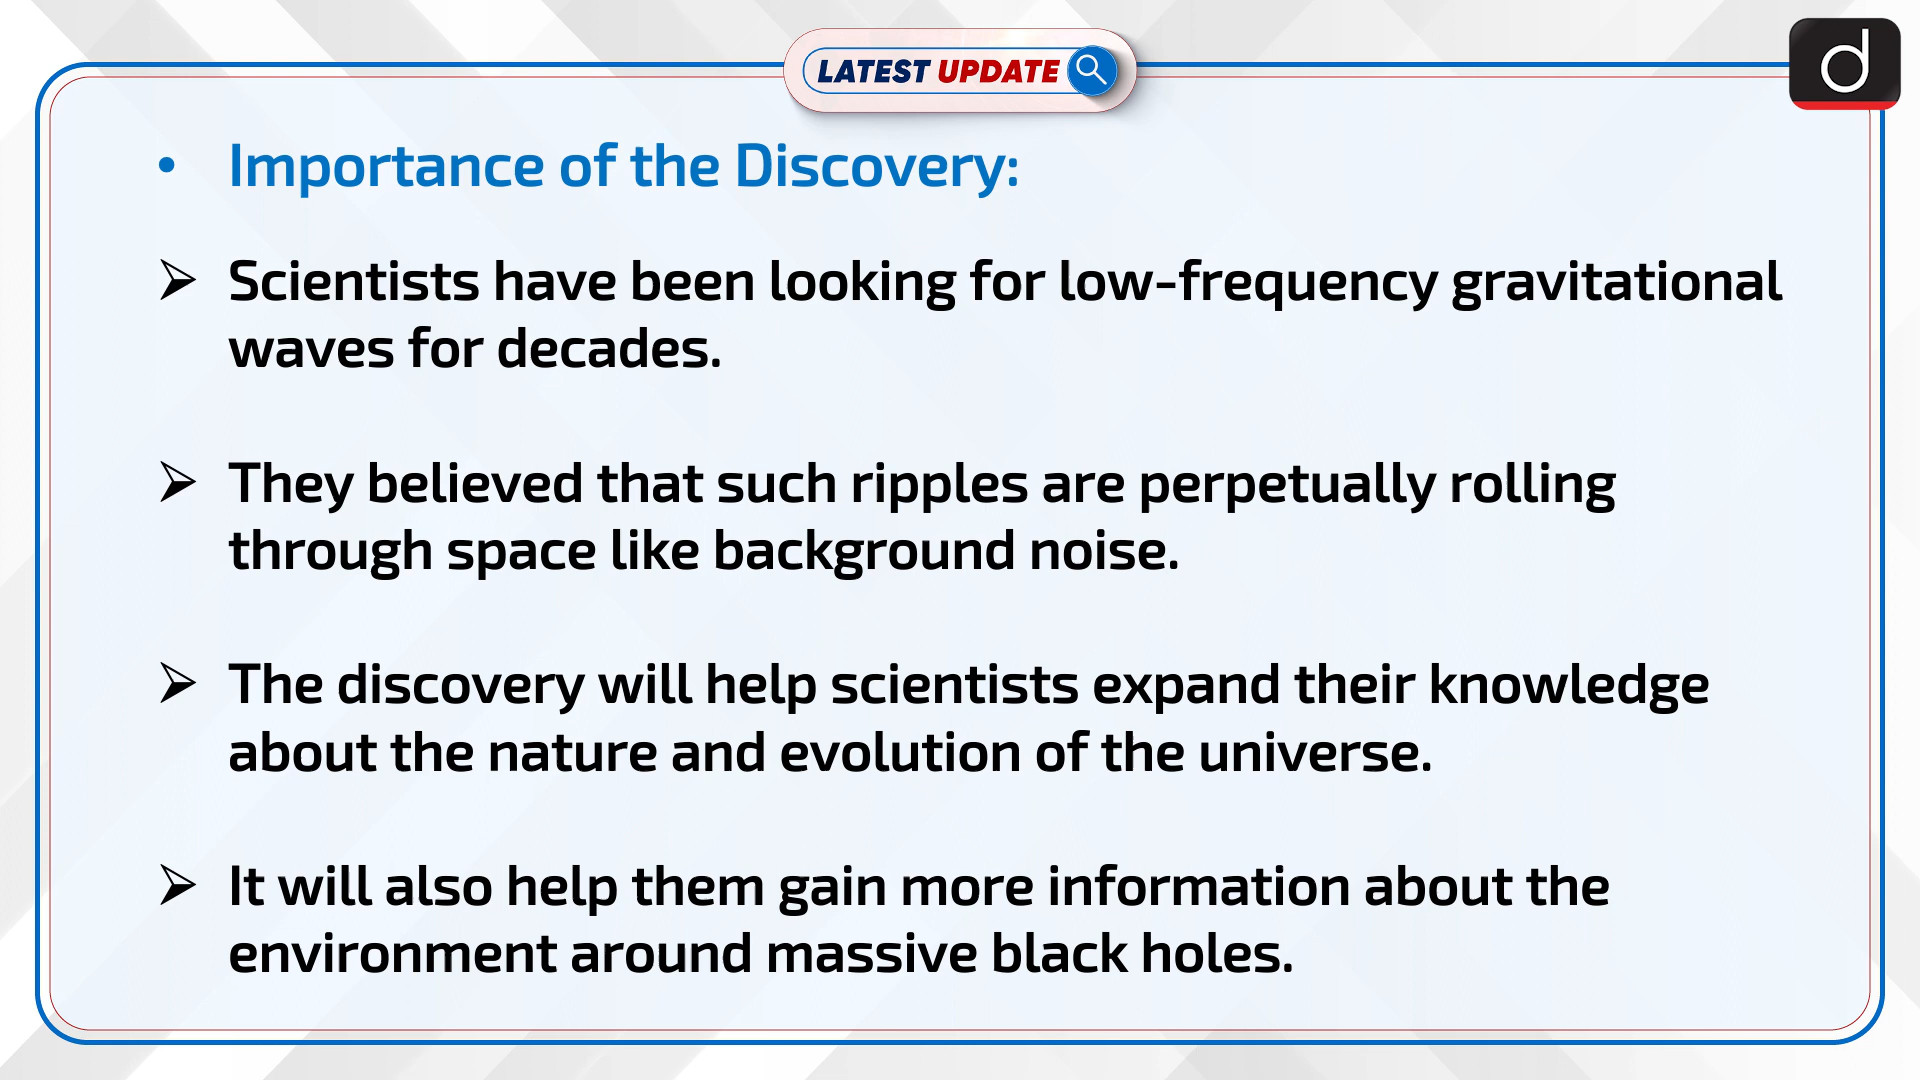 LATEST UPDATE
d
• Importance of the Discovery:
➢ Scientists have been looking for low-frequency gravitational
waves for decades.
➢ They believed that such ripples are perpetually rolling
through space like background noise.
➢ The discovery will help scientists expand their knowledge
about the nature and evolution of the universe.
➢ It will also help them gain more information about the
environment around massive black holes.